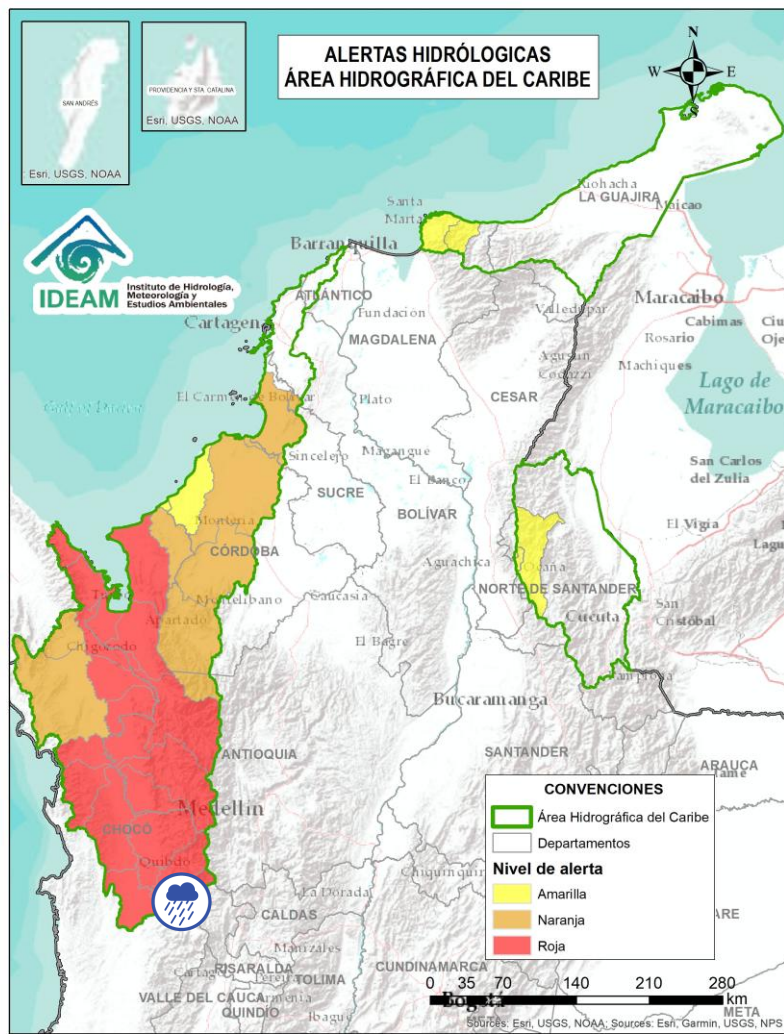 ALERTAS HIDRÓLOGICAS
ÁREA HIDROGRÁFICA DEL CARIBE
N
W
E
S
SAN ANDRÉS
Esri, USGS, NOAA
PROVIDENCIA Y STA. CATALINA
Esri, USGS, NOAA
IDEAM
Instituto de Hidrología,
Meteorología y
Estudios Ambientales
Riohacha
LA GUAJIRA
Maicao
Santa
Marta
Barranquilla
ATLÁNTICO
Fundación
Valledupar
Maracaibo
Cabimas
Rosario
Machiques
MAGDALENA
Agustín
Codazzi
CESAR
Lago de
Maracaibo
El Carmen de Bolívar
Plato
Sincelejo
Magangue
San Carlos
del Zulia
SUCRE
El Banco
BOLÍVAR
El Vigia
Montería
CÓRDOBA
Aguachica
Ocaña
NORTE DE SANTANDER
Montelibano
Caucasia
Cucuta
San
Cristóbal
Apartado
El Bagre
Chigorodo
Bucaramanga
Pamplona
ANTIOQUIA
SANTANDER
ARAUCA
Medellín
CHOCÓ
Quibdó
La Dorada
CALDAS
Manizales
RISARALDA
TOLIMA
CUNDINAMARCA
VALLE DEL CAUCA
QUINDÍO
Armenia
Ibague
Bogotá
META
CONVENCIONES
Área Hidrográfica del Caribe
Departamentos
Nivel de alerta
Amarilla
Naranja
Roja
0 35 70 140 210 280
km
Sources: Esri, USGS, NOAA; Sources: Esri, Garmin, USGS, NPS